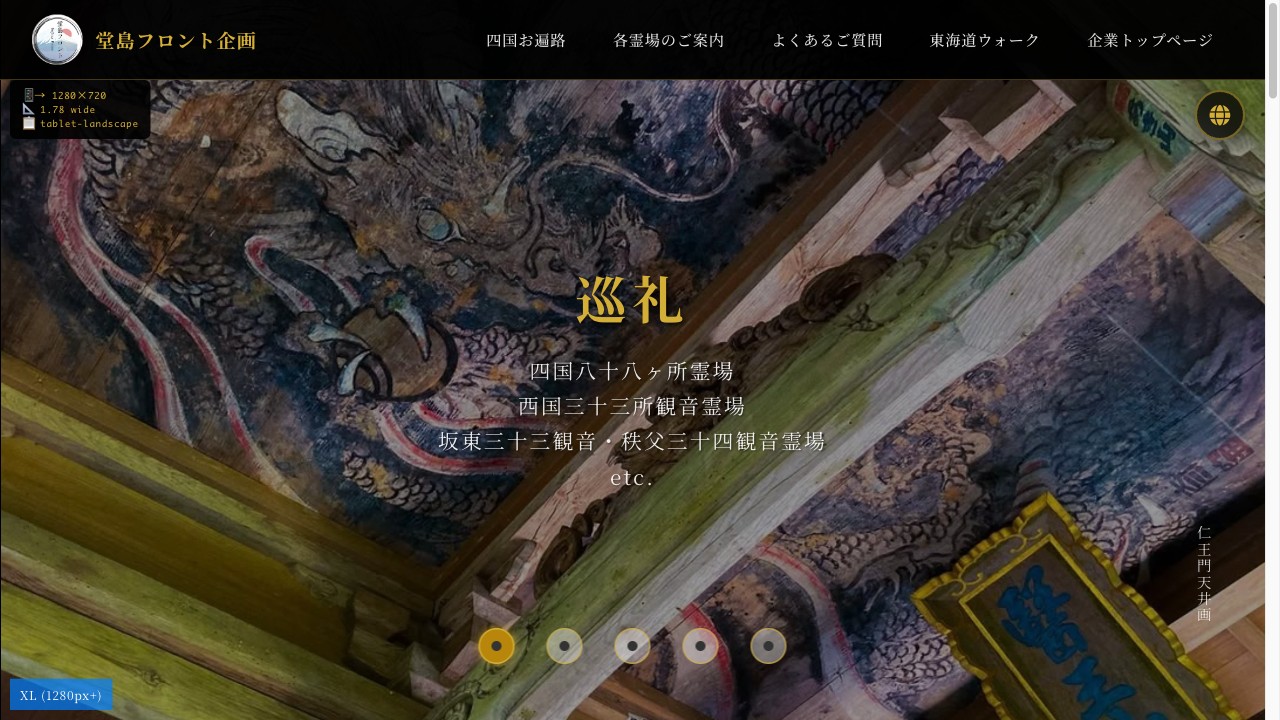 堂島フロント企画
四国お遍路
各霊場のご案内
よくあるご質問
東海道ウォーク
企業トップページ
→ 1280×720
1.78 wide
tablet-landscape
巡礼
四国八十八ヶ所霊場
西国三十三所観音霊場
坂東三十三観音・秩父三十四観音霊場
etc.
仁王門天井画
醫王
XL (1280px+)